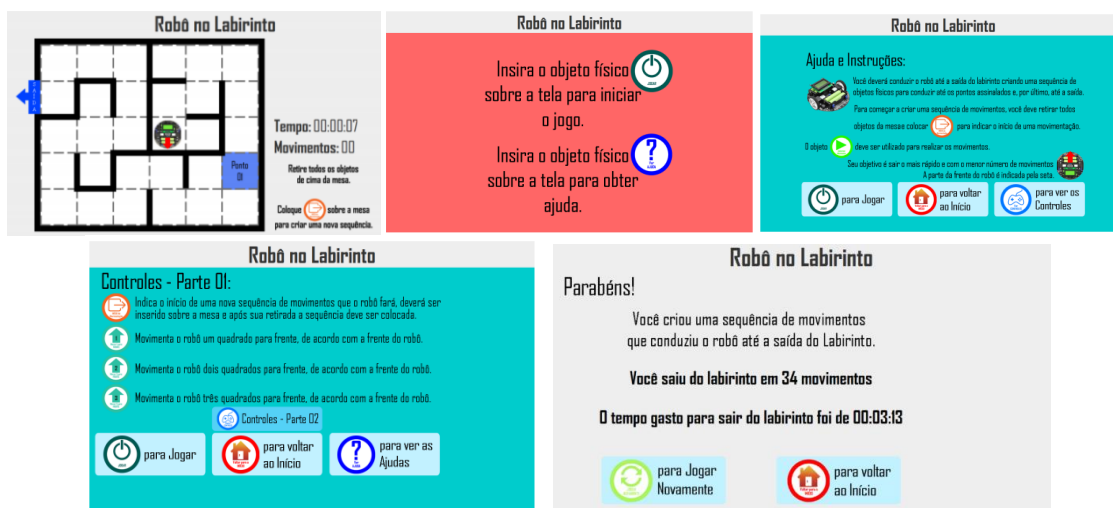 Robô no Labirinto
SAÍDA
Ponto
01
Tempo: 00:00:07
Movimentos: 00
Retire todos os objetos
de cima da mesa.
Coloque sobre a mesa
para criar uma nova sequência.
Robô no Labirinto
Insira o objeto físico
sobre a tela para iniciar
o jogo.
Insira o objeto físico
sobre a tela para obter
ajuda.
Robô no Labirinto
Ajuda e Instruções:
Você deverá conduzir o robô até a saída do labirinto criando uma sequência de
objetos físicos para conduzir até os pontos assinalados e, por último, até a saída.
Para começar a criar uma sequência de movimentos, você deve retirar todos
objetos da mesae colocar para indicar o início de uma movimentação.
O objeto deve ser utilizado para realizar os movimentos.
Seu objetivo é sair o mais rápido e com o menor número de movimentos
A parte da frente do robô é indicada pela seta.
para Jogar
para voltar
ao Início
para ver os
Controles
Robô no Labirinto
Controles - Parte 01:
Indica o início de uma nova sequência de movimentos que o robô fará, deverá ser
inserido sobre a mesa e após sua retirada a sequência deve ser colocada.
Movimenta o robô um quadrado para frente, de acordo com a frente do robô.
Movimenta o robô dois quadrados para frente, de acordo com a frente do robô.
Movimenta o robô três quadrados para frente, de acordo com a frente do robô.
Controles - Parte 02
para Jogar
para voltar
ao Início
para ver as
Ajudas
Robô no Labirinto
Parabéns!
Você criou uma sequência de movimentos
que conduziu o robô até a saída do Labirinto.
Você saiu do labirinto em 34 movimentos
O tempo gasto para sair do labirinto foi de 00:03:13
para Jogar
Novamente
para voltar
ao Início